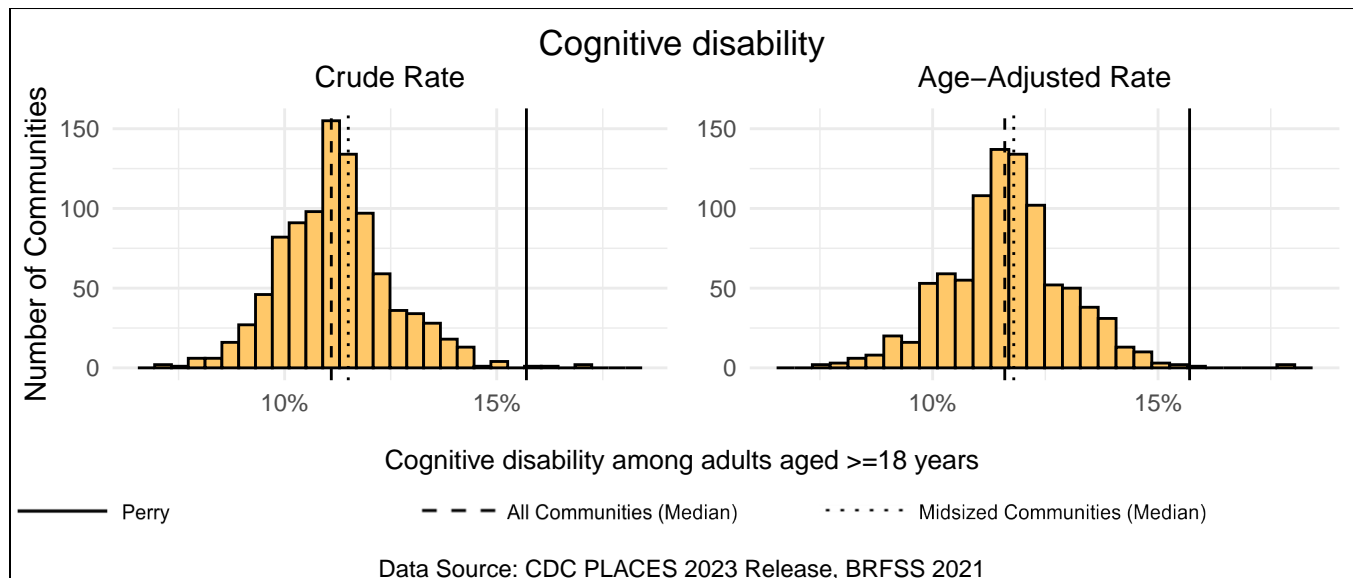 Cognitive disability
Crude Rate
Age−Adjusted Rate
Number of Communities
150
100
50
0
10%
15%
150
100
50
0
10%
15%
Cognitive disability among adults aged >=18 years
Perry
All Communities (Median)
Midsized Communities (Median)
Data Source: CDC PLACES 2023 Release, BRFSS 2021